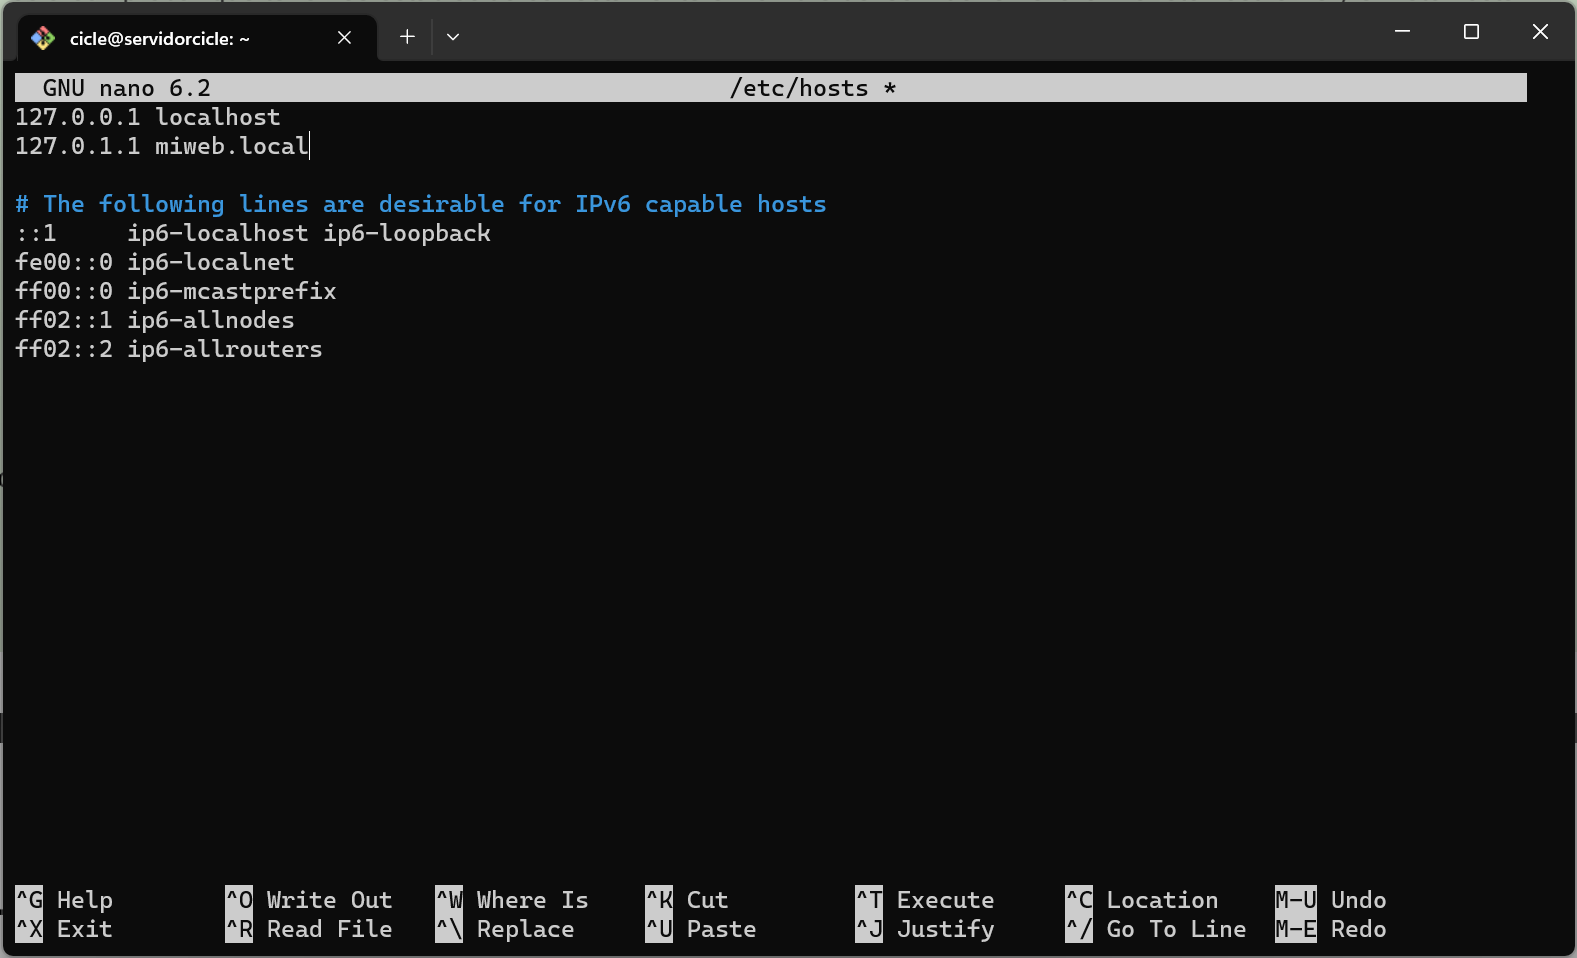 cicle@servidorcicle: ~
GNU nano 6.2 /etc/hosts *
127.0.0.1 localhost
127.0.1.1 miweb.local
# The following lines are desirable for IPv6 capable hosts
::1     ip6-localhost ip6-loopback
fe00::0 ip6-localnet
ff00::0 ip6-mcastprefix
ff02::1 ip6-allnodes
ff02::2 ip6-allrouters
^G Help ^O Write Out ^W Where Is ^K Cut ^T Execute ^C Location M-U Undo
^X Exit ^R Read File ^\ Replace ^U Paste ^J Justify ^/ Go To Line M-E Redo